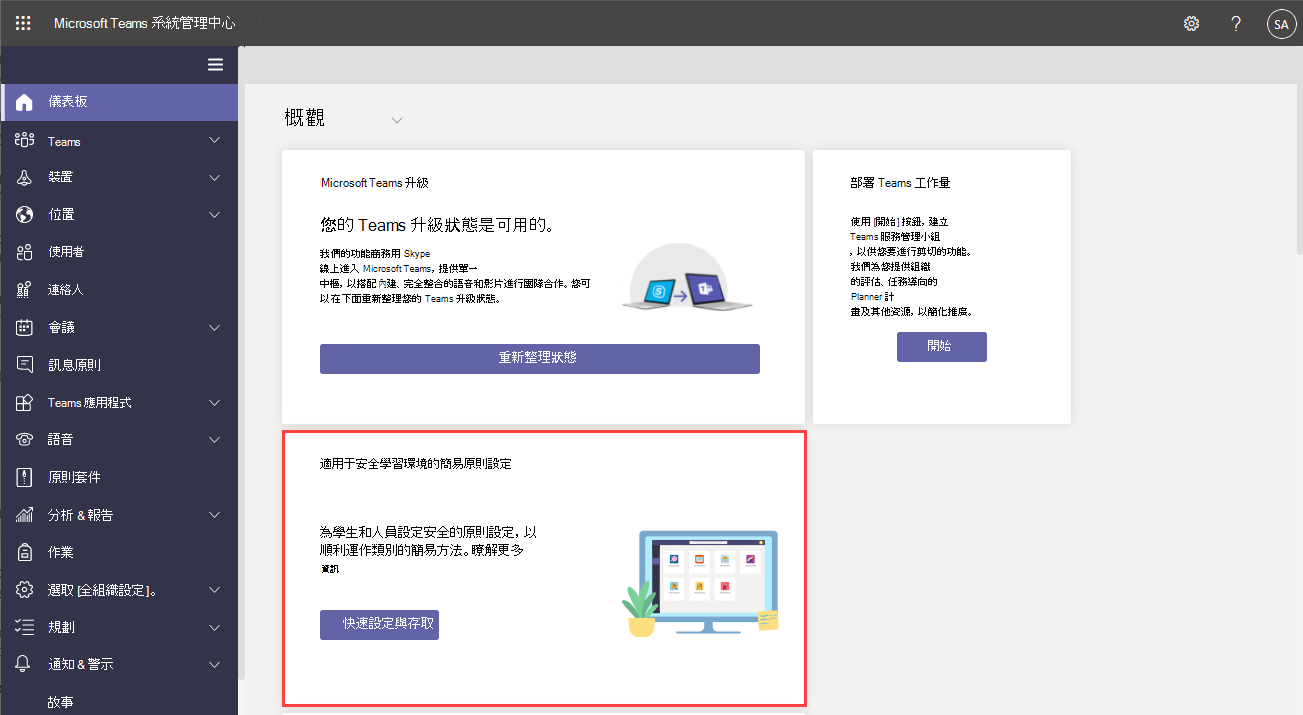 Microsoft Teams 系統管理中心
?
SA
儀表板
Teams
裝置
位置
使用者
連絡人
會議
訊息原則
Teams 應用程式
語音
原則套件
分析 & 報告
作業
選取 [全組織設定]。
規劃
通知 & 警示
故事
概觀
Microsoft Teams 升級
您的 Teams 升級狀態是可用的。
我們的功能商務用 Skype
線上進入 Microsoft Teams, 提供單一
中樞, 以搭配內建、完全整合的語音和影片進行團隊合作。您可
以在下面重新整理您的 Teams 升級狀態。
重新整理狀態
部署 Teams 工作量
使用 [開始] 按鈕, 建立
Teams 服務管理小組
, 以供您要進行剪切的功能。
我們為您提供組織
的評估、任務導向的
Planner 計
畫及其他資源, 以簡化推廣。
開始
適用于安全學習環境的簡易原則設定
為學生和人員設定安全的原則設定, 以
順利運作類別的簡易方法。瞭解更多
資訊
快速設定與存取